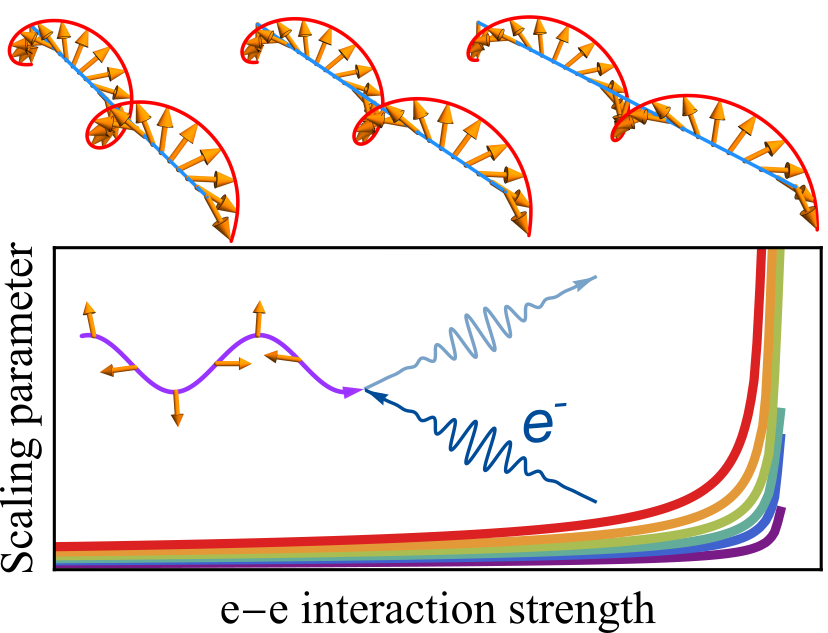 Scaling parameter
e⁻
e–e interaction strength